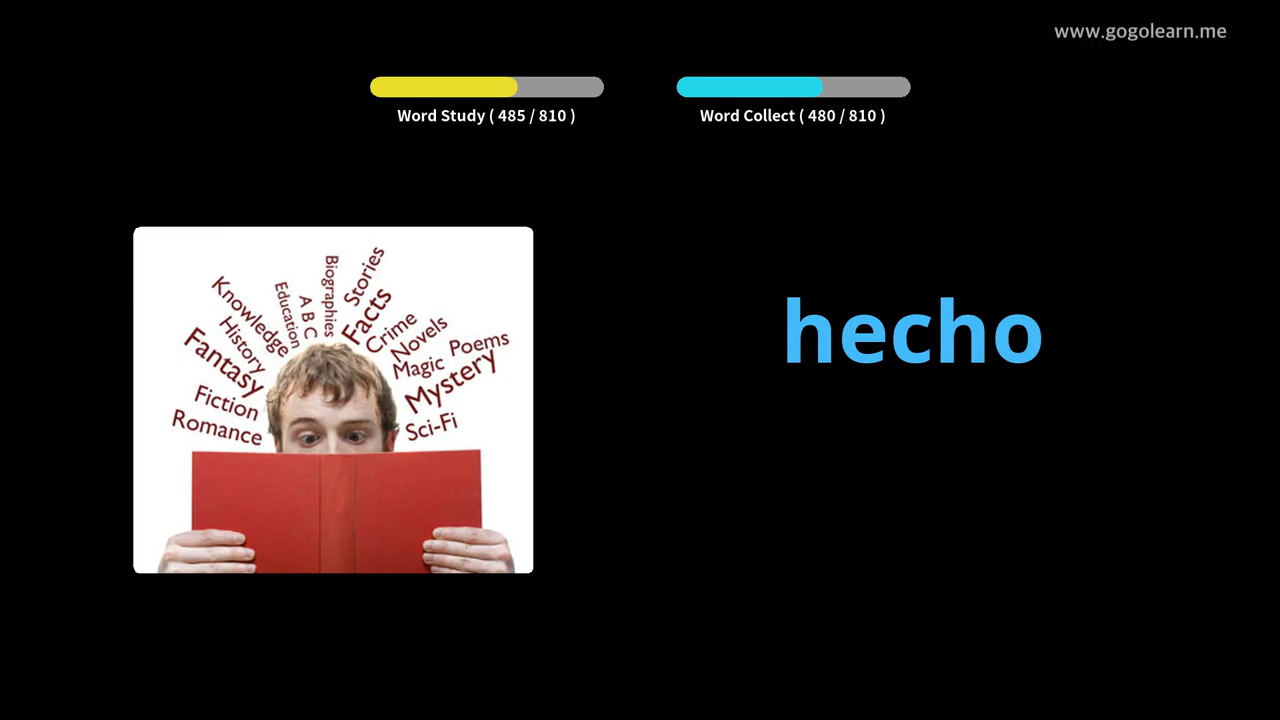 www.gogolearn.me
Word Study ( 485 / 810 )
Word Collect ( 480 / 810 )
hecho
Biographies
Stories
Education
A B C
Facts
Knowledge
Crime
History
Novels
Fantasy
Magic
Poems
Mystery
Fiction
Romance
Sci-Fi